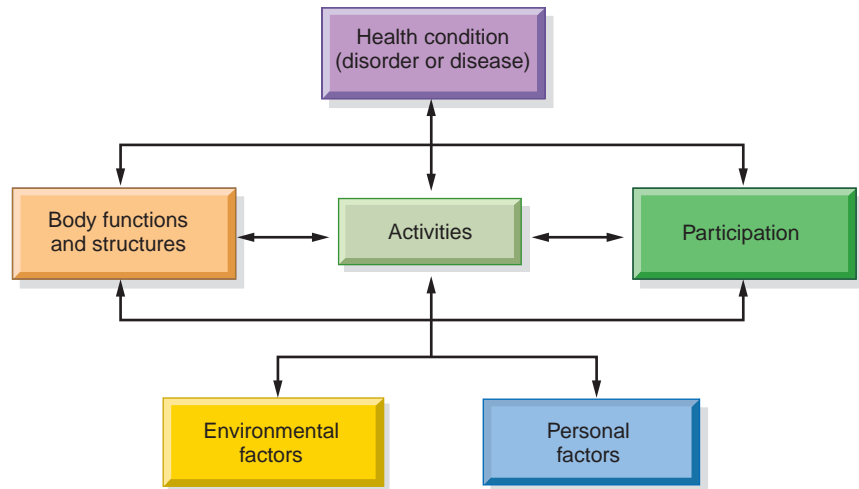 Health condition
(disorder or disease)
Body functions
and structures
Activities
Participation
Environmental
factors
Personal
factors